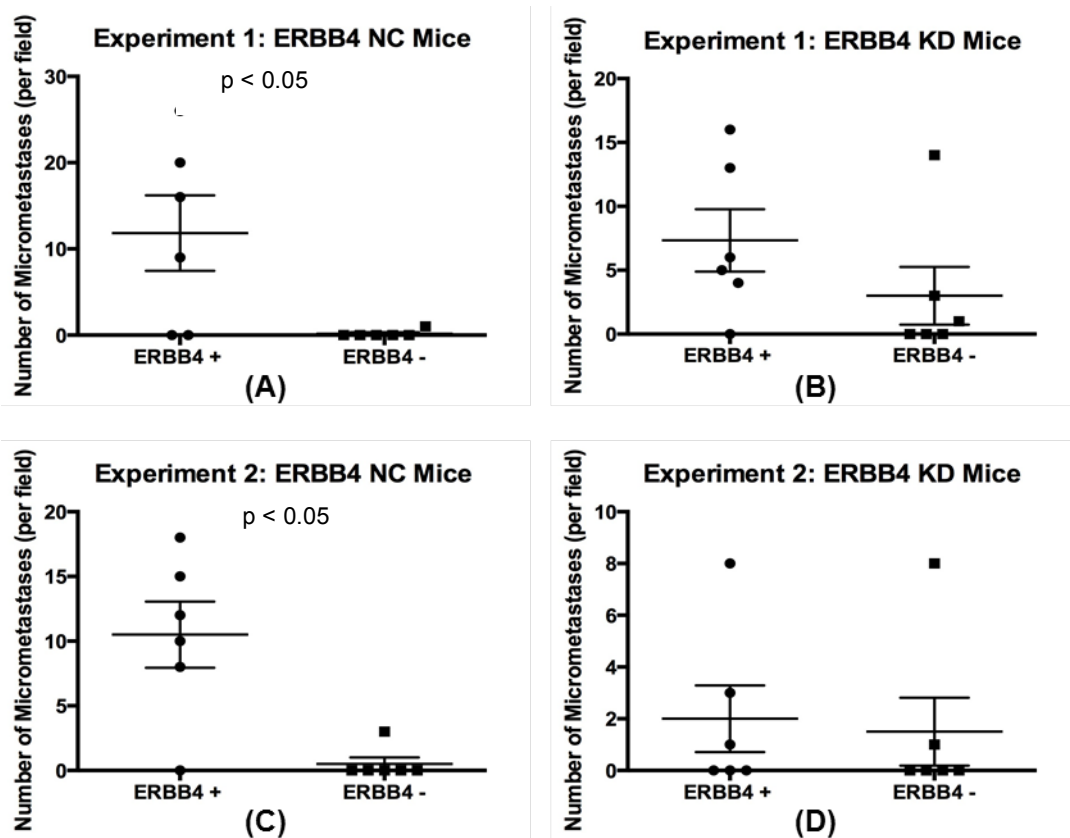 Experiment 1: ERBB4 NC Mice
p < 0.05
Number of Micrometastases (per field)
30
20
10
0
ERBB4 +
ERBB4 -
(A)
Experiment 1: ERBB4 KD Mice
Number of Micrometastases (per field)
20
15
10
5
0
ERBB4 +
ERBB4 -
(B)
Experiment 2: ERBB4 NC Mice
p < 0.05
Number of Micrometastases (per field)
20
15
10
5
0
ERBB4 +
ERBB4 -
(C)
Experiment 2: ERBB4 KD Mice
Number of Micrometastases (per field)
10
8
6
4
2
0
ERBB4 +
ERBB4 -
(D)